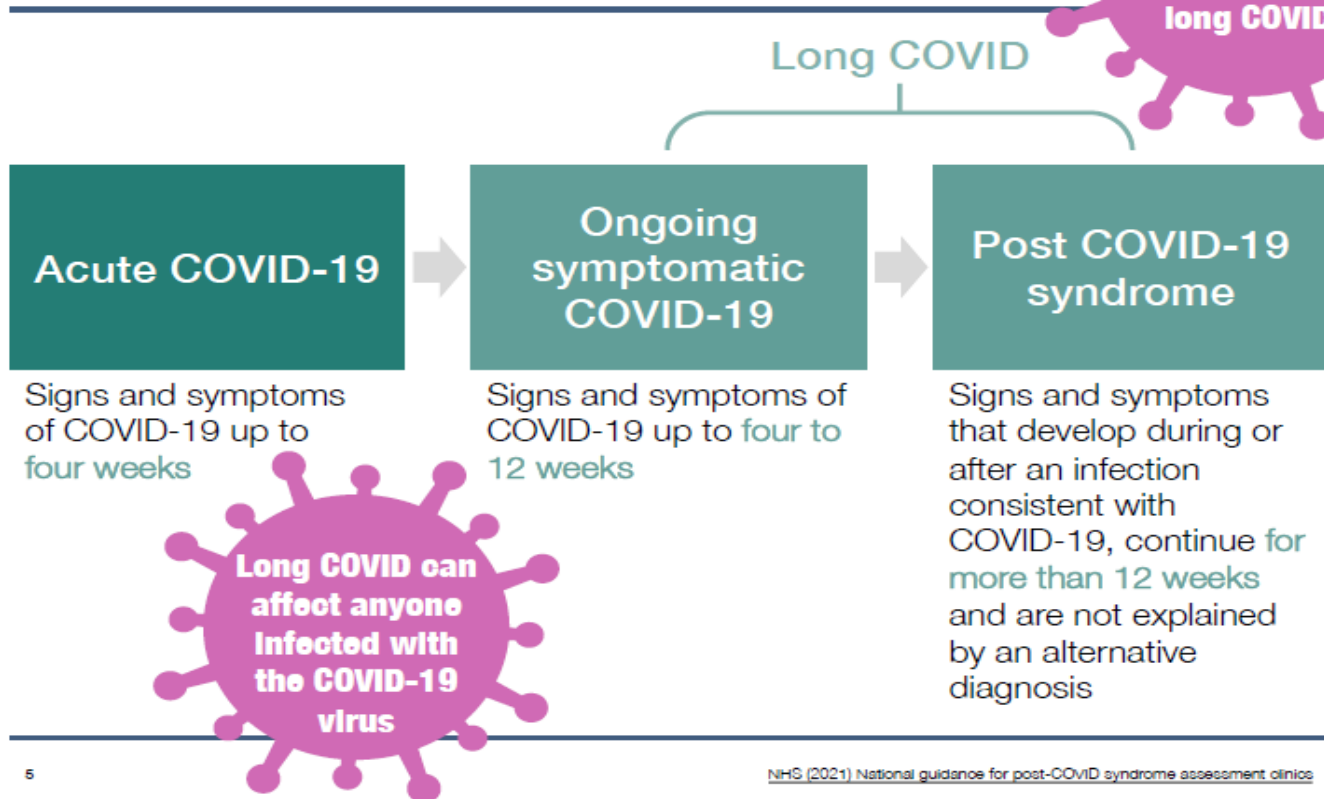 long COVID
Long COVID
Acute COVID-19
Ongoing
symptomatic
COVID-19
Post COVID-19
syndrome
Signs and symptoms
of COVID-19 up to
four weeks
Signs and symptoms of
COVID-19 up to four to
12 weeks
Signs and symptoms
that develop during or
after an infection
consistent with
COVID-19, continue for
more than 12 weeks
and are not explained
by an alternative
diagnosis
Long COVID can
affect anyone
infected with
the COVID-19
virus
5
NHS (2021) National guidance for post-COVID syndrome assessment clinics